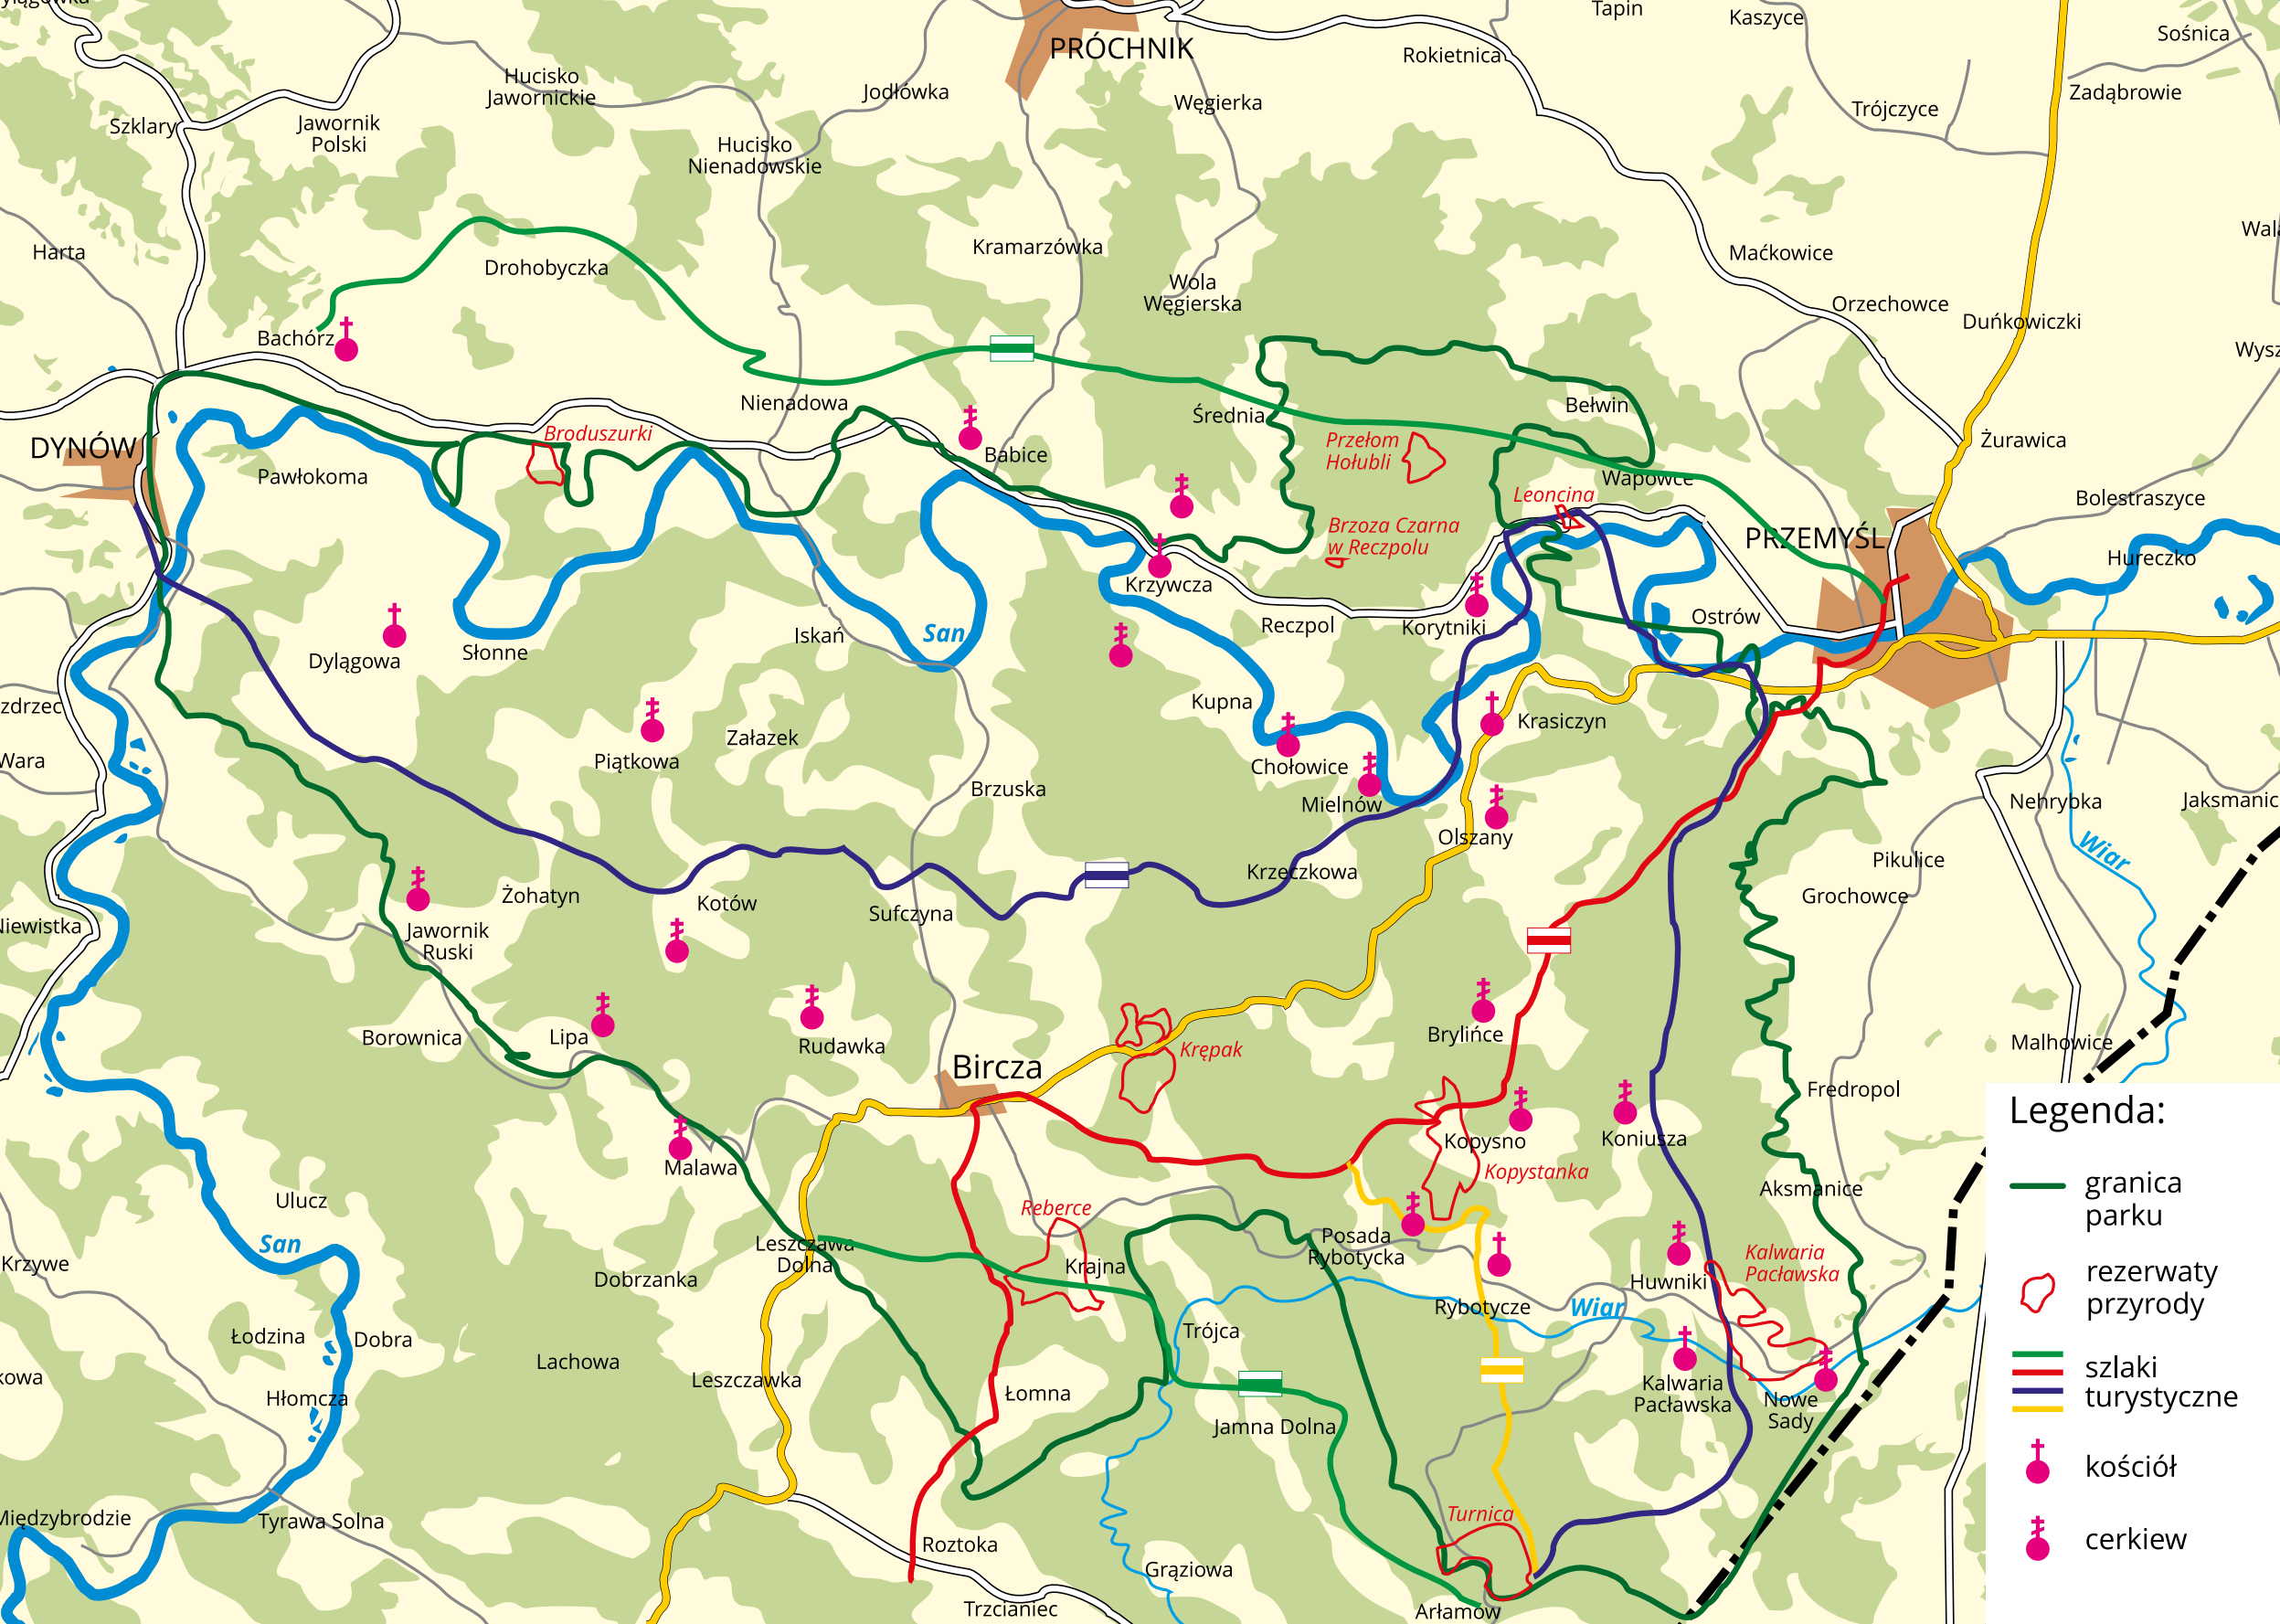 Tapin
Kaszyce
Sośnica
PRÓCHNIK
Rokietnica
Hucisko
Jawornickie
Jodłówka
Węgierka
Zadąbrowie
Trójczyce
Szklary
Jawornik
Polski
Hucisko
Nienadowskie
Harta
Kramarzówka
Maćkowice
Drohobyczka
Wola
Węgierska
Orzechowce
Duńkowiczki
Bachórz
Nienadowa
Średnia
Bełwin
DYNÓW
Broduszurki
Babice
Przełom
Hołubli
Żurawica
Pawłokoma
Wapowce
Leoncina
Bolestraszyce
Brzoza Czarna
w Reczpolu
PRZEMYŚL
Hureczko
Krzywcza
Iskań
San
Reczpol
Korytniki
Ostrów
Dylągowa
Słonne
zdrzec
Kupna
Krasiczyn
Wara
Piątkowa
Załazek
Chołowice
Brzuska
Mielnów
Nehrybka
Jaksmanic
Olszany
Wiar
Pikulice
Krzeczkowa
Żohatyn
Kotów
Sufczyna
Grochowce
Niewistka
Jawornik
Ruski
Borownica
Lipa
Rudawka
Brylińce
Malhowice
Bircza
Krępak
Fredropol
Legenda:
Kopysno
Koniusza
Malawa
Kopystanka
granica
parku
Aksmanice
Ulucz
Reberce
San
Leszczawa
Dolna
Posada
Rybotycka
Kalwaria
Pacławska
Krzywe
Krajna
Dobrzanka
Huwniki
rezerwaty
przyrody
Rybotycze
Wiar
Łodzina
Dobra
Trójca
Lachowa
szlaki
turystyczne
kowa
Leszczawka
Łomna
Kalwaria
Pacławska
Nowe
Sady
Hłomcza
Jamna Dolna
kościół
Międzybrodzie
Tyrawa Solna
Turnica
Roztoka
cerkiew
Grąziowa
Trzcianiec
Arłamów